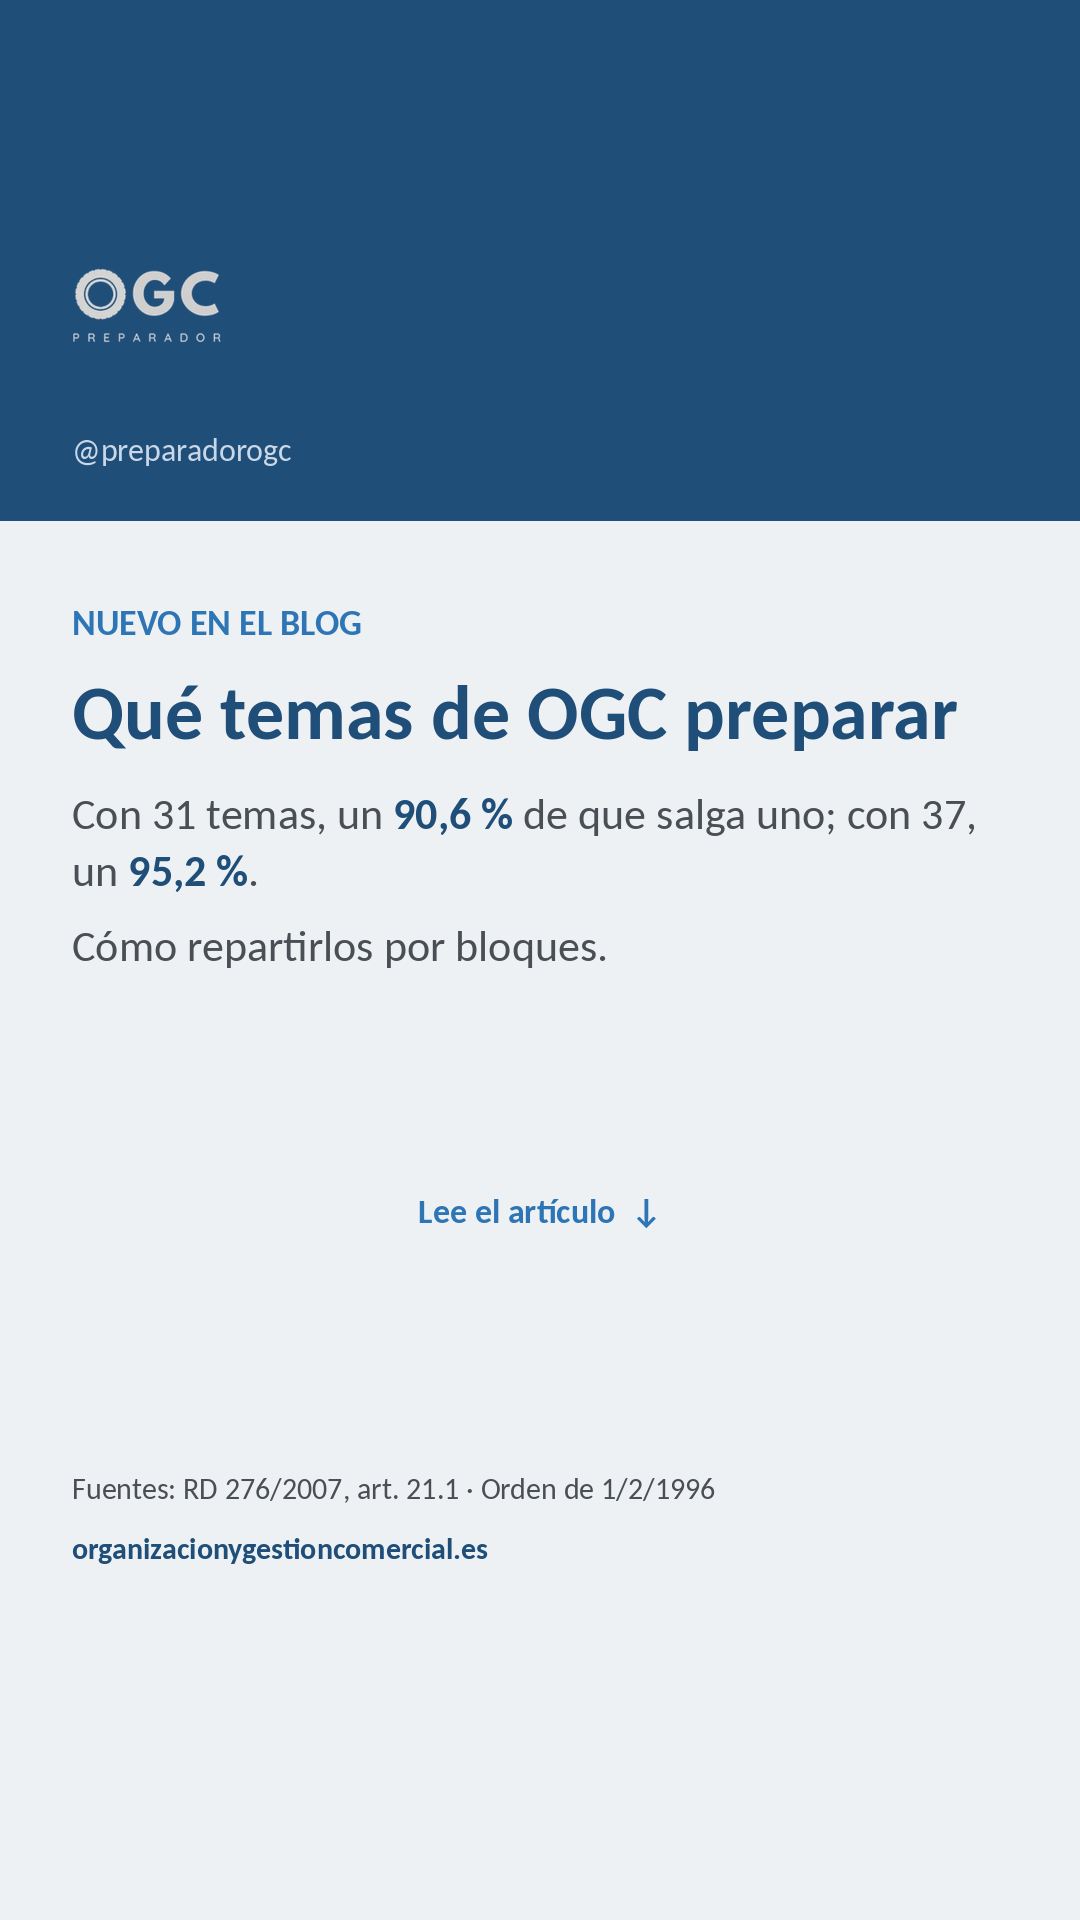 OGC
PREPARADOR
@preparadorogc
NUEVO EN EL BLOG
Qué temas de OGC preparar
Con 31 temas, un 90,6 % de que salga uno; con 37,
un 95,2 %.
Cómo repartirlos por bloques.
Lee el artículo ↓
Fuentes: RD 276/2007, art. 21.1 · Orden de 1/2/1996
organizacionygestioncomercial.es